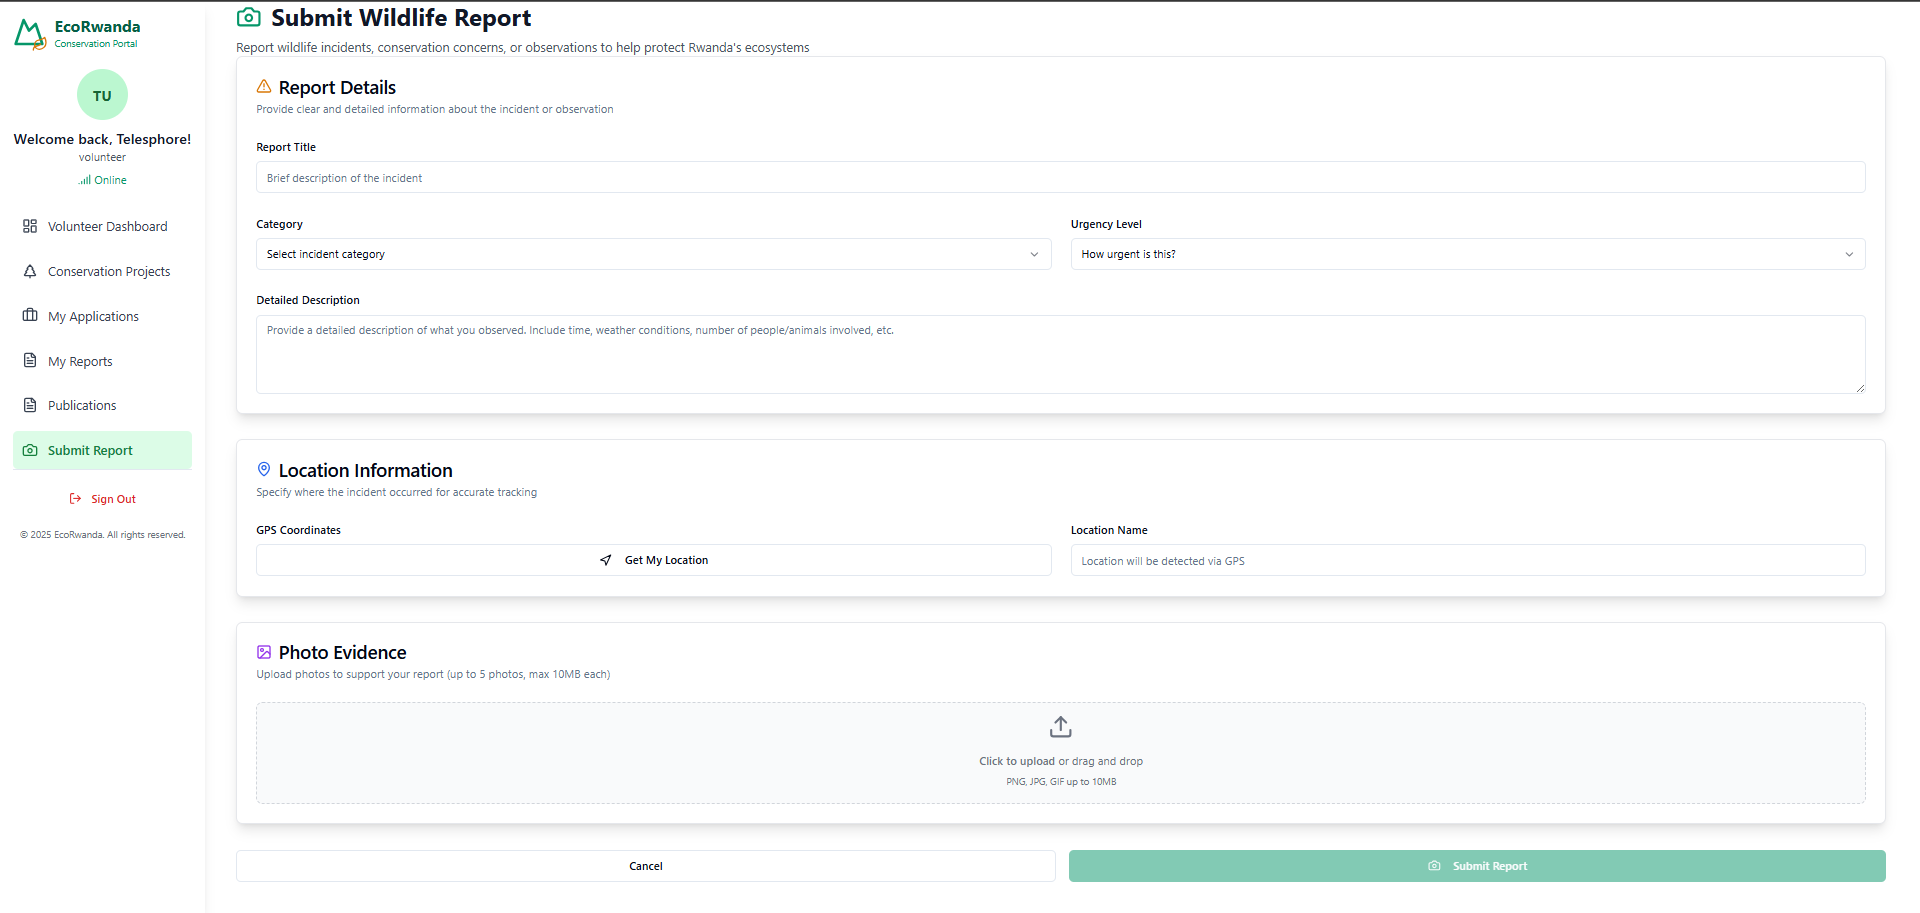 EcoRwanda
Conservation Portal
TU
Welcome back, Telesphore!
volunteer
Online
Volunteer Dashboard
Conservation Projects
My Applications
My Reports
Publications
Submit Report
Sign Out
© 2025 EcoRwanda. All rights reserved.
Submit Wildlife Report
Report wildlife incidents, conservation concerns, or observations to help protect Rwanda's ecosystems
Report Details
Provide clear and detailed information about the incident or observation
Report Title
Brief description of the incident
Category
Select incident category
Urgency Level
How urgent is this?
Detailed Description
Provide a detailed description of what you observed. Include time, weather conditions, number of people/animals involved, etc.
Location Information
Specify where the incident occurred for accurate tracking
GPS Coordinates
Get My Location
Location Name
Location will be detected via GPS
Photo Evidence
Upload photos to support your report (up to 5 photos, max 10MB each)
Click to upload or drag and drop
PNG, JPG, GIF up to 10MB
Cancel
Submit Report